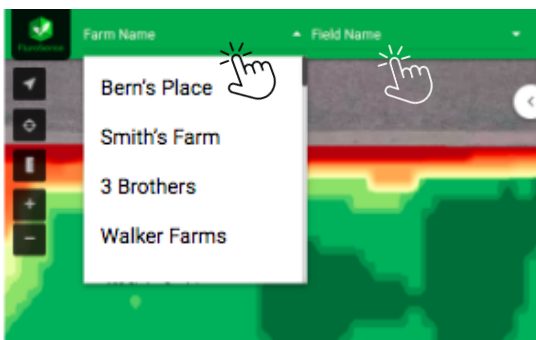 Farm Name
Field Name
Bern's Place
Smith's Farm
3 Brothers
Walker Farms